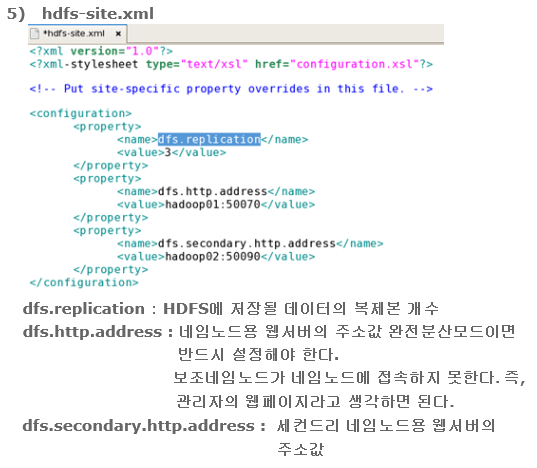 5) hdfs-site.xml
*hdfs-site.xml x
<?xml version="1.0"?>
<?xml-stylesheet type="text/xsl" href="configuration.xsl"?>
<!-- Put site-specific property overrides in this file. -->
<configuration>
<property>
<name>dfs.replication</name>
<value>3</value>
</property>
<property>
<name>dfs.http.address</name>
<value>hadoop01:50070</value>
</property>
<property>
<name>dfs.secondary.http.address</name>
<value>hadoop02:50090</value>
</property>
</configuration>
dfs.replication : HDFS에 저장될 데이터의 복제본 개수
dfs.http.address : 네임노드용 웹서버의 주소값 완전분산모드이면
반드시 설정해야 한다.
보조네임노드가 네임노드에 접속하지 못한다. 즉,
관리자의 웹페이지라고 생각하면 된다.
dfs.secondary.http.address : 세컨드리 네임노드용 웹서버의
주소값